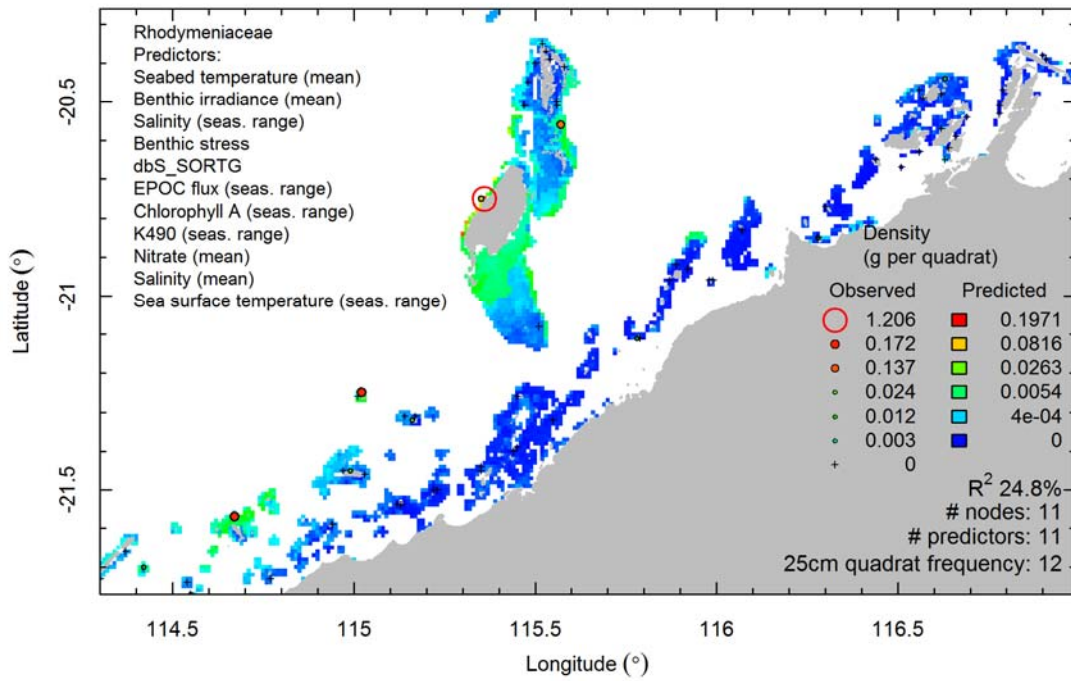 Rhodymeniaceae
Predictors:
Seabed temperature (mean)
Benthic irradiance (mean)
Salinity (seas. range)
Benthic stress
dbS_SORTG
EPOC flux (seas. range)
Chlorophyll A (seas. range)
K490 (seas. range)
Nitrate (mean)
Salinity (mean)
Sea surface temperature (seas. range)
-20.5
-21
-21.5
Latitude (°)
Density
(g per quadrat)
Observed Predicted
1.206 0.1971
0.172 0.0816
0.137 0.0263
0.024 0.0054
0.012 4e-04
0.003 0
0
R² 24.8%
# nodes: 11
# predictors: 11
25cm quadrat frequency: 12
114.5 115 115.5 116 116.5
Longitude (°)